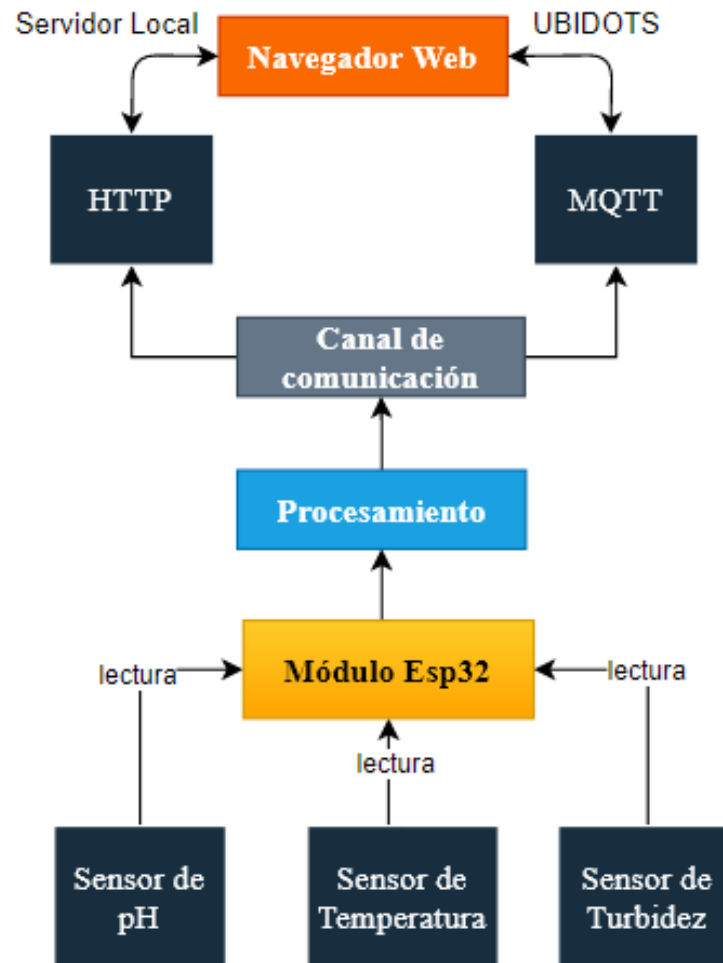 Servidor Local
UBIDOTS
Navegador Web
HTTP
MQTT
Canal de
comunicación
Procesamiento
Módulo Esp32
lectura
lectura
lectura
Sensor de
pH
Sensor de
Temperatura
Sensor de
Turbidez